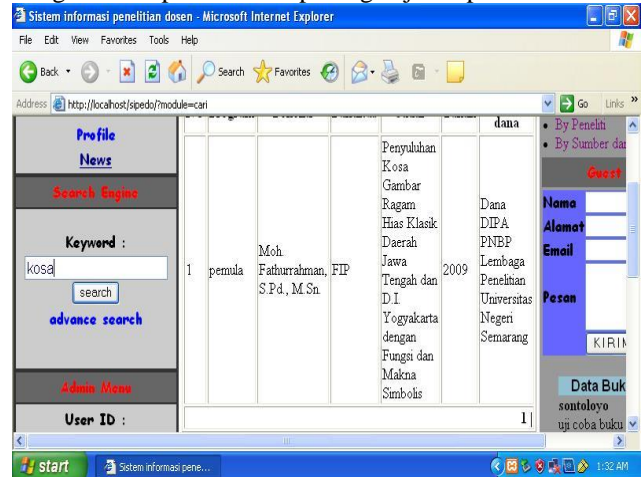 Sistem informasi penelitian dosen - Microsoft Internet Explorer
File Edit View Favorites Tools Help
Back Search Favorites
Address http://localhost/sipedo/?module=cari Go Links »
Profile
News
Search Engine
Keyword :
kosa
search
advance search
Admin Menu
User ID :
dana
1
pemula
Moh.
Fathurrahman,
S.Pd., M.Sn.
FIP
Penyuluhan
Kosa
Gambar
Ragam
Hias Klasik
Daerah
Jawa
Tengah dan
D.I.
Yogyakarta
dengan
Fungsi dan
Makna
Simbolis
2009
Dana
DIPA
PNBP
Lembaga
Penelitian
Universitas
Negeri
Semarang
1 |
By Peneliti
By Sumber dan
Guest
Nama
Alamat
Email
Pesan
KIRIM
Data Buk
sontoloyo
uji coba buku
start Sistem informasi pene... 1:32 AM